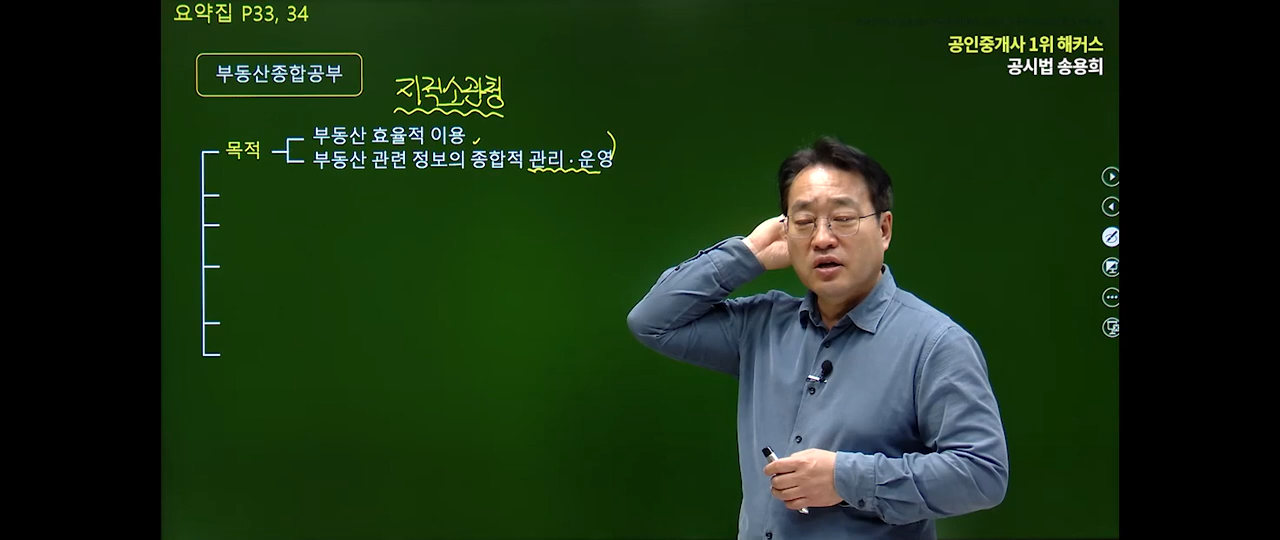 요약집 P33, 34
공인중개사 1위 해커스
공시법 송용희
부동산종합공부
지적소관청
목적
부동산 효율적 이용
부동산 관련 정보의 종합적 관리·운영